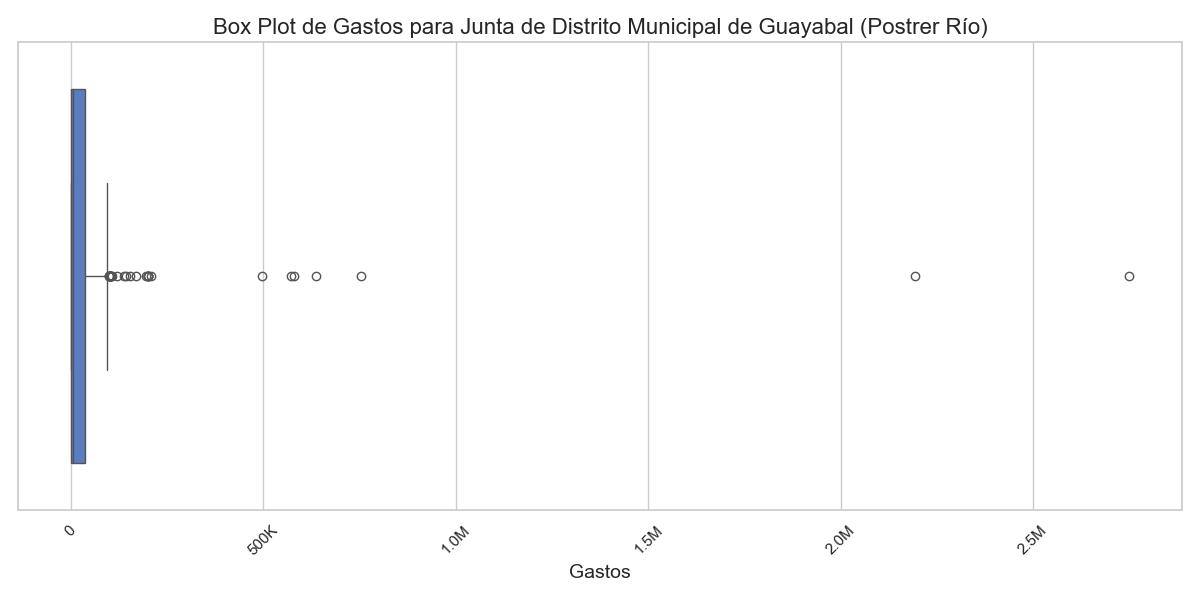 Box Plot de Gastos para Junta de Distrito Municipal de Guayabal (Postrer Río)
0
500K
1.0M
1.5M
2.0M
2.5M
Gastos